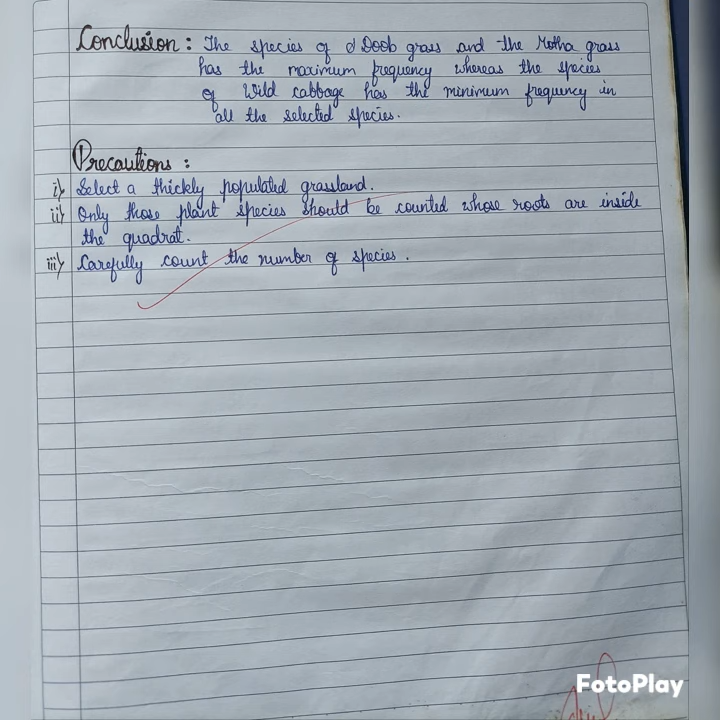 Conclusion : The species of d Doob grass and the Motha grass
has the maximum frequency whereas the species
of Wild cabbage has the minimum frequency in
all the selected species.
Precautions :
i) Select a thickly populated grassland.
ii) Only those plant species should be counted whose roots are inside
the quadrat.
iii) Carefully count the number of species.
FotoPlay